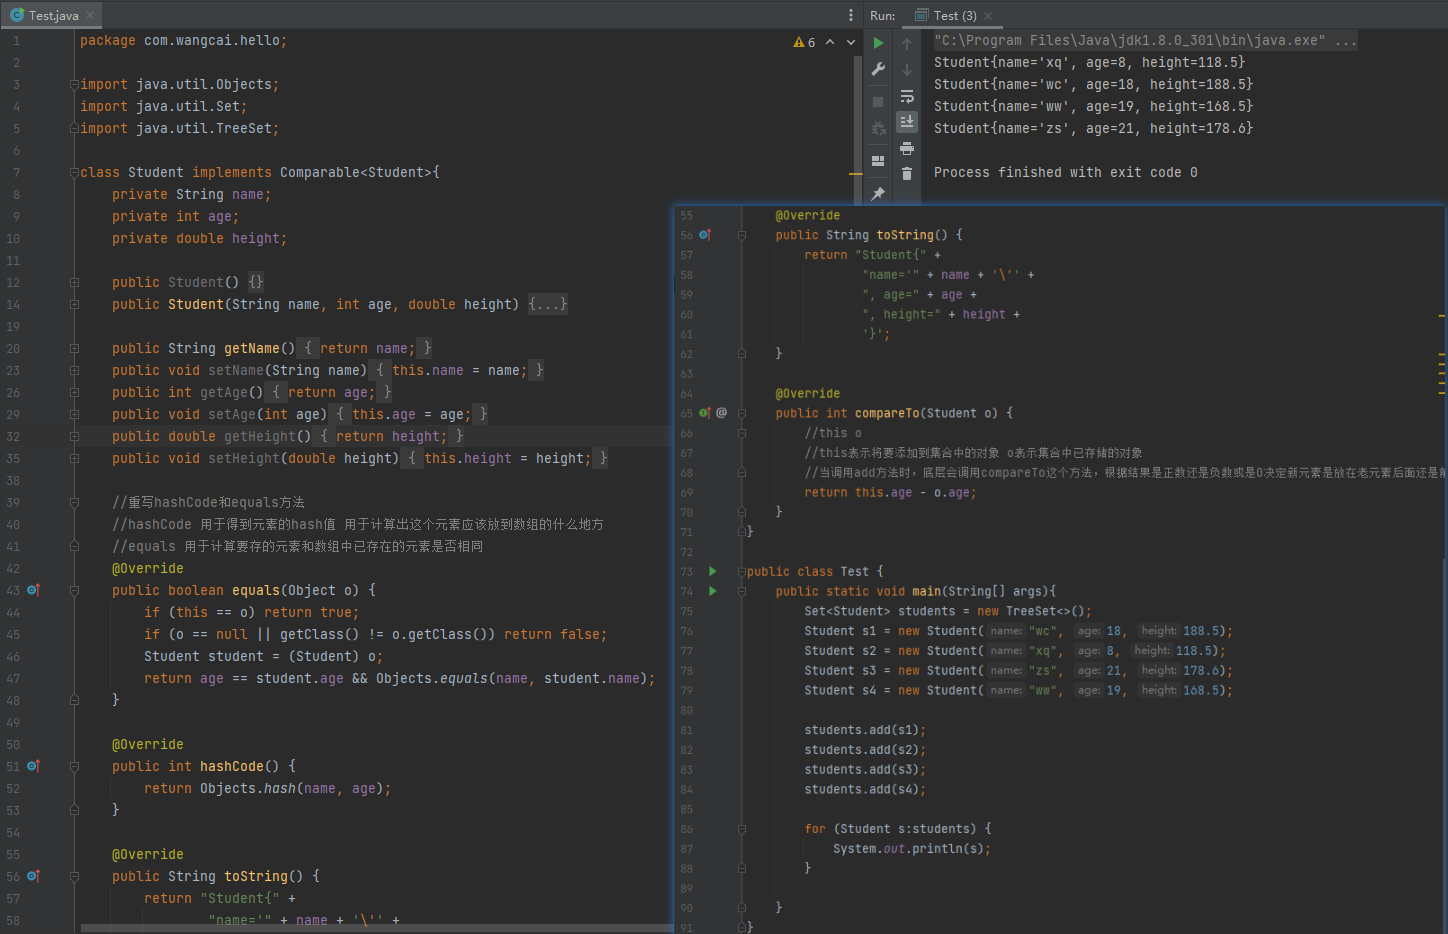 Test.java
6
1 package com.wangcai.hello;
2
3 import java.util.Objects;
4 import java.util.Set;
5 import java.util.TreeSet;
6
7 class Student implements Comparable<Student>{
8 private String name;
9 private int age;
10 private double height;
11
12 public Student() {}
14 public Student(String name, int age, double height) {...}
19
20 public String getName() { return name; }
23 public void setName(String name) { this.name = name; }
26 public int getAge() { return age; }
29 public void setAge(int age) { this.age = age; }
32 public double getHeight() { return height; }
35 public void setHeight(double height) { this.height = height; }
38
39 //重写hashCode和equals方法
40 //hashCode 用于得到元素的hash值 用于计算出这个元素应该放到数组的什么地方
41 //equals 用于计算要存的元素和数组中已存在的元素是否相同
42 @Override
43 public boolean equals(Object o) {
44 if (this == o) return true;
45 if (o == null || getClass() != o.getClass()) return false;
46 Student student = (Student) o;
47 return age == student.age && Objects.equals(name, student.name);
48 }
49
50 @Override
51 public int hashCode() {
52 return Objects.hash(name, age);
53 }
54
55 @Override
56 public String toString() {
57 return "Student{" +
58 "name='" + name + '\'' +
Run: Test (3)
"C:\Program Files\Java\jdk1.8.0_301\bin\java.exe" ...
Student{name='xq', age=8, height=118.5}
Student{name='wc', age=18, height=188.5}
Student{name='ww', age=19, height=168.5}
Student{name='zs', age=21, height=178.6}
Process finished with exit code 0
55 @Override
56 public String toString() {
57 return "Student{" +
58 "name='" + name + '\'' +
59 ", age=" + age +
60 ", height=" + height +
61 '}';
62 }
63
64 @Override
65 @ public int compareTo(Student o) {
66 //this o
67 //this表示将要添加到集合中的对象 o表示集合中已存储的对象
68 //当调用add方法时，底层会调用compareTo这个方法，根据结果是正数还是负数或是0决定新元素是放在老元素后面还是
69 return this.age - o.age;
70 }
71 }
72
73 public class Test {
74 public static void main(String[] args){
75 Set<Student> students = new TreeSet<>();
76 Student s1 = new Student( name: "wc", age: 18, height: 188.5);
77 Student s2 = new Student( name: "xq", age: 8, height: 118.5);
78 Student s3 = new Student( name: "zs", age: 21, height: 178.6);
79 Student s4 = new Student( name: "ww", age: 19, height: 168.5);
80
81 students.add(s1);
82 students.add(s2);
83 students.add(s3);
84 students.add(s4);
85
86 for (Student s:students) {
87 System.out.println(s);
88 }
89
90 }
91 }